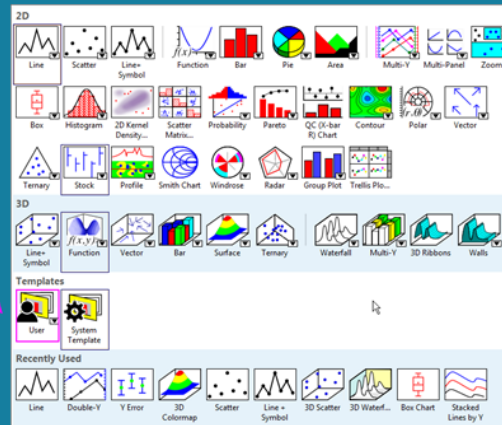 2D
Line Scatter Line+ Symbol Function Bar Pie Area Multi-Y Multi-Panel Zoom
Box Histogram 2D Kernel Density... Scatter Matrix... Probability Pareto QC (X-bar R) Chart Contour Polar Vector
Ternary Stock Profile Smith Chart Windrose Radar Group Plot Trellis Plo...
3D
Line+ Symbol Function Vector Bar Surface Ternary Waterfall Multi-Y 3D Ribbons Walls
Templates
User System Template
Recently Used
Line Double-Y Y Error 3D Colormap Scatter Line + Symbol 3D Scatter 3D Waterf... Box Chart Stacked Lines by Y